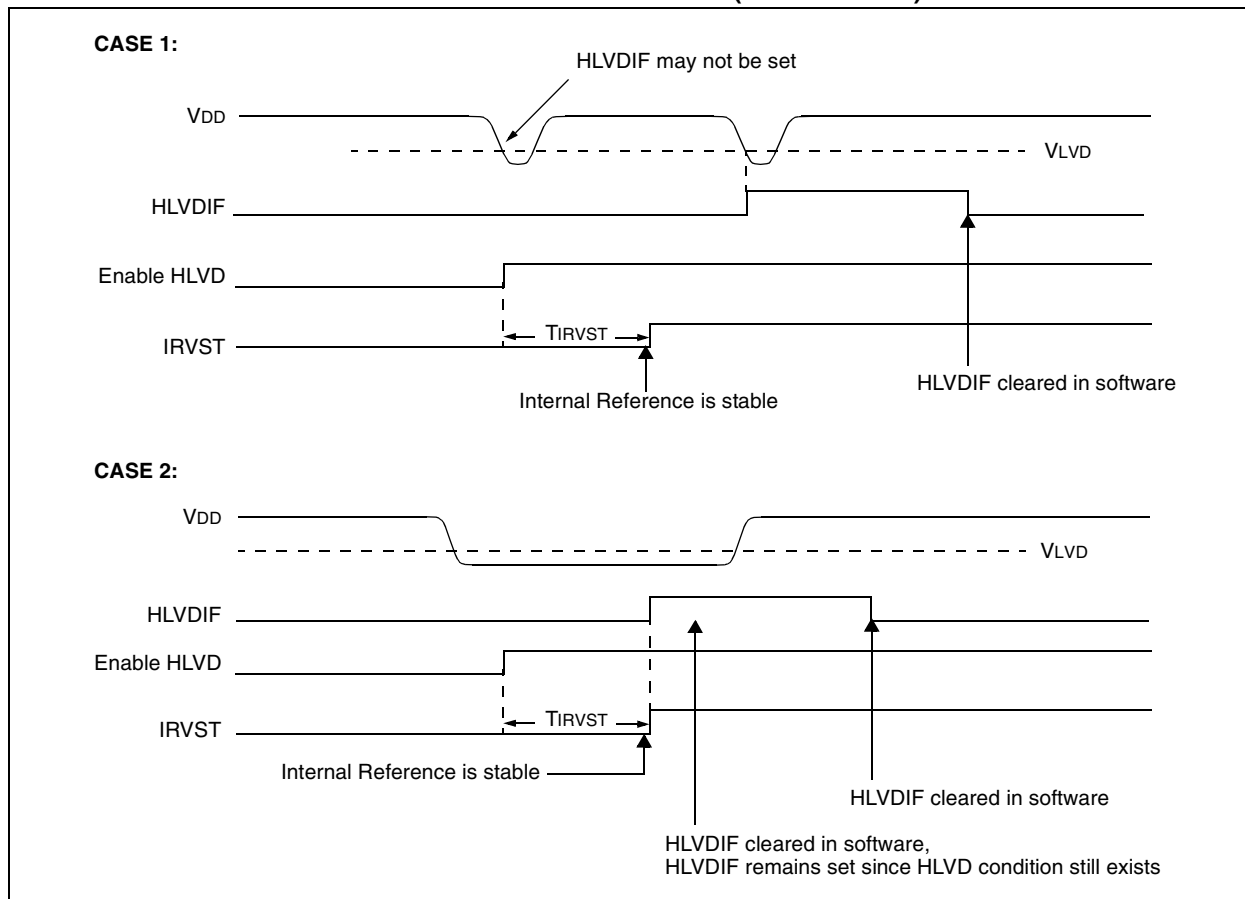 CASE 1:
HLVDIF may not be set
VDD
VLVD
HLVDIF
Enable HLVD
TIRVST
IRVST
HLVDIF cleared in software
Internal Reference is stable
CASE 2:
VDD
VLVD
HLVDIF
Enable HLVD
TIRVST
IRVST
Internal Reference is stable
HLVDIF cleared in software
HLVDIF cleared in software,
HLVDIF remains set since HLVD condition still exists